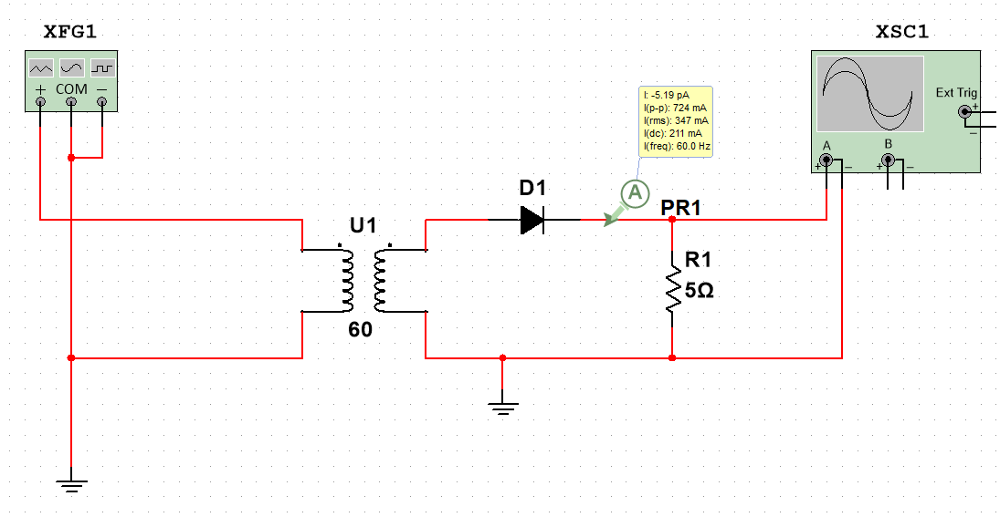 XFG1
+ COM −
XSC1
Ext Trig
+
−
A
B
+ −
+ −
I: -5.19 pA
I(p-p): 724 mA
I(rms): 347 mA
I(dc): 211 mA
I(freq): 60.0 Hz
A
D1
PR1
U1
R1
5Ω
60